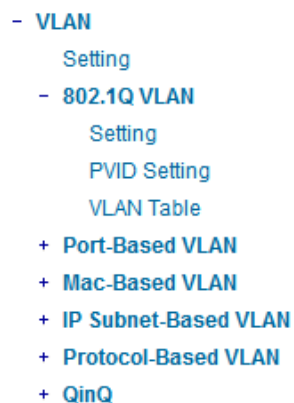 - VLAN
Setting
- 802.1Q VLAN
Setting
PVID Setting
VLAN Table
+ Port-Based VLAN
+ Mac-Based VLAN
+ IP Subnet-Based VLAN
+ Protocol-Based VLAN
+ QinQ